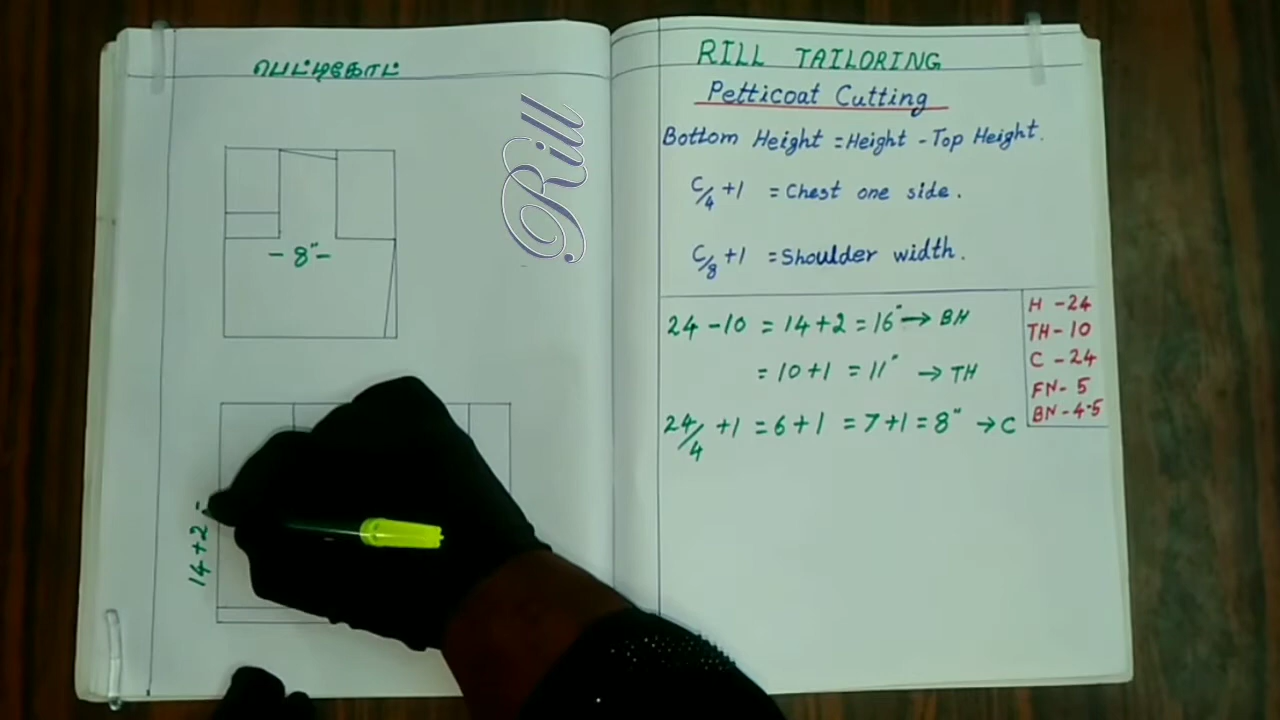 பெட்டிகோட்
Rill
- 8" -
14+2 =
RILL TAILORING
Petticoat Cutting
Bottom Height = Height - Top Height.
C/4 +1 = Chest one side.
C/8 +1 = Shoulder width.
24 - 10 = 14 + 2 = 16" → BH
= 10 + 1 = 11" → TH
24/4 + 1 = 6 + 1 = 7 + 1 = 8" → C
H - 24
TH - 10
C - 24
FN - 5
BN - 4.5